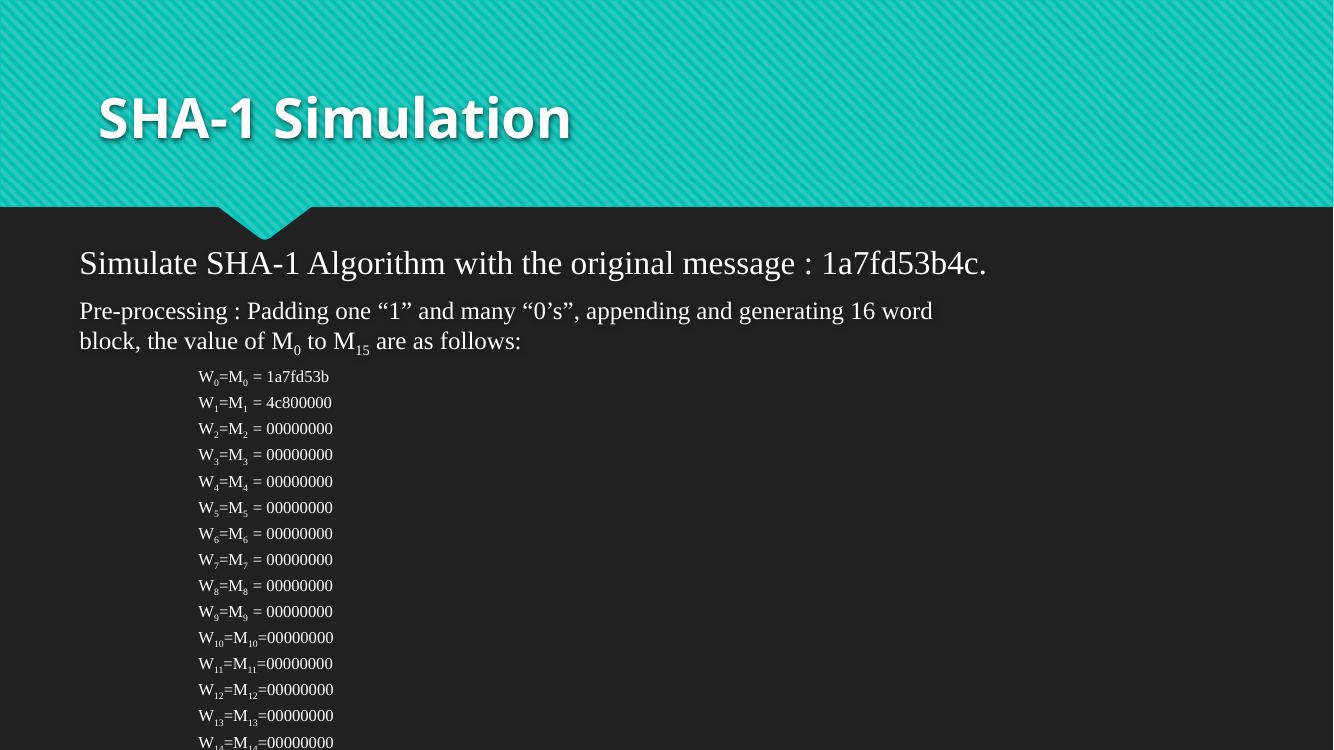 SHA-1 Simulation
Simulate SHA-1 Algorithm with the original message : 1a7fd53b4c.
Pre-processing : Padding one “1” and many “0’s”, appending and generating 16 word
block, the value of M0 to M15 are as follows:
W0=M0 = 1a7fd53b
W1=M1 = 4c800000
W2=M2 = 00000000
W3=M3 = 00000000
W4=M4 = 00000000
W5=M5 = 00000000
W6=M6 = 00000000
W7=M7 = 00000000
W8=M8 = 00000000
W9=M9 = 00000000
W10=M10=00000000
W11=M11=00000000
W12=M12=00000000
W13=M13=00000000
W14=M14=00000000